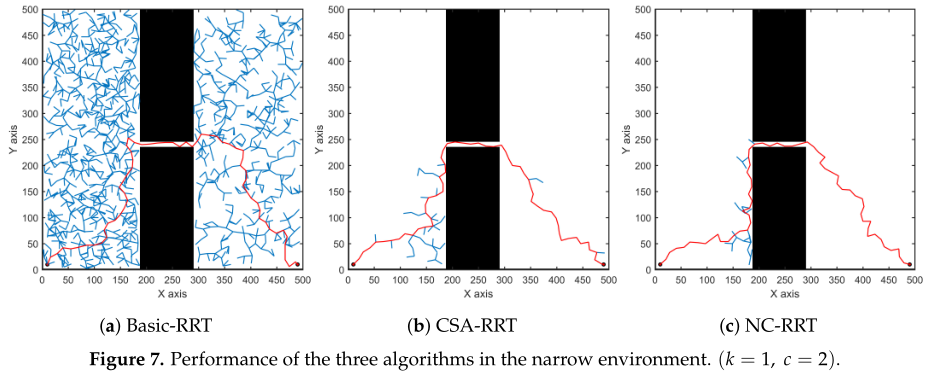 500
450
400
350
300
250
200
150
100
50
0
Y axis
0 50 100 150 200 250 300 350 400 450 500
X axis
500
450
400
350
300
250
200
150
100
50
0
Y axis
0 50 100 150 200 250 300 350 400 450 500
X axis
500
450
400
350
300
250
200
150
100
50
0
Y axis
0 50 100 150 200 250 300 350 400 450 500
X axis
(a) Basic-RRT
(b) CSA-RRT
(c) NC-RRT
Figure 7. Performance of the three algorithms in the narrow environment. (k = 1, c = 2).